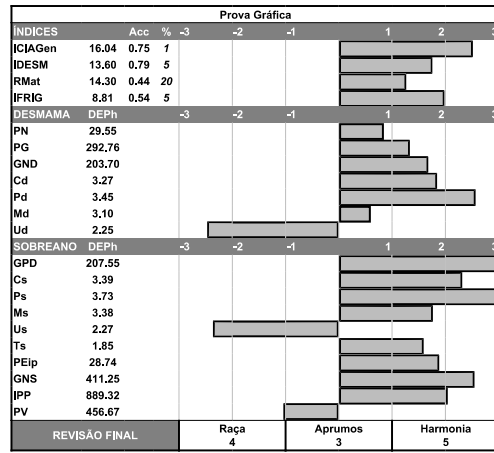 Prova Gráfica
ÍNDICES Acc % -3 -2 -1 1 2 3
ICIAGen 16.04 0.75 1
IDESM 13.60 0.79 5
RMat 14.30 0.44 20
IFRIG 8.81 0.54 5
DESMAMA DEPh -3 -2 -1 1 2 3
PN 29.55
PG 292,76
GND 203.70
Cd 3.27
Pd 3.45
Md 3.10
Ud 2.25
SOBREANO DEPh -3 -2 -1 1 2 3
GPD 207.55
Cs 3.39
Ps 3.73
Ms 3.38
Us 2.27
Ts 1.85
PEip 28.74
GNS 411.25
IPP 889.32
PV 456.67
REVISÃO FINAL Raça Aprumos Harmonia
4 3 5